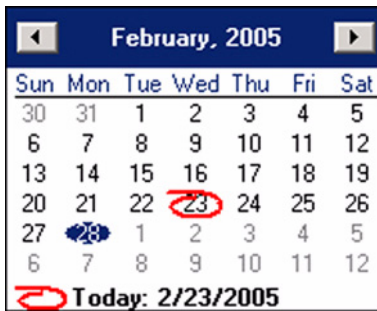 February, 2005
Sun Mon Tue Wed Thu Fri Sat
30 31 1 2 3 4 5
6 7 8 9 10 11 12
13 14 15 16 17 18 19
20 21 22 23 24 25 26
27 28 1 2 3 4 5
6 7 8 9 10 11 12
Today: 2/23/2005